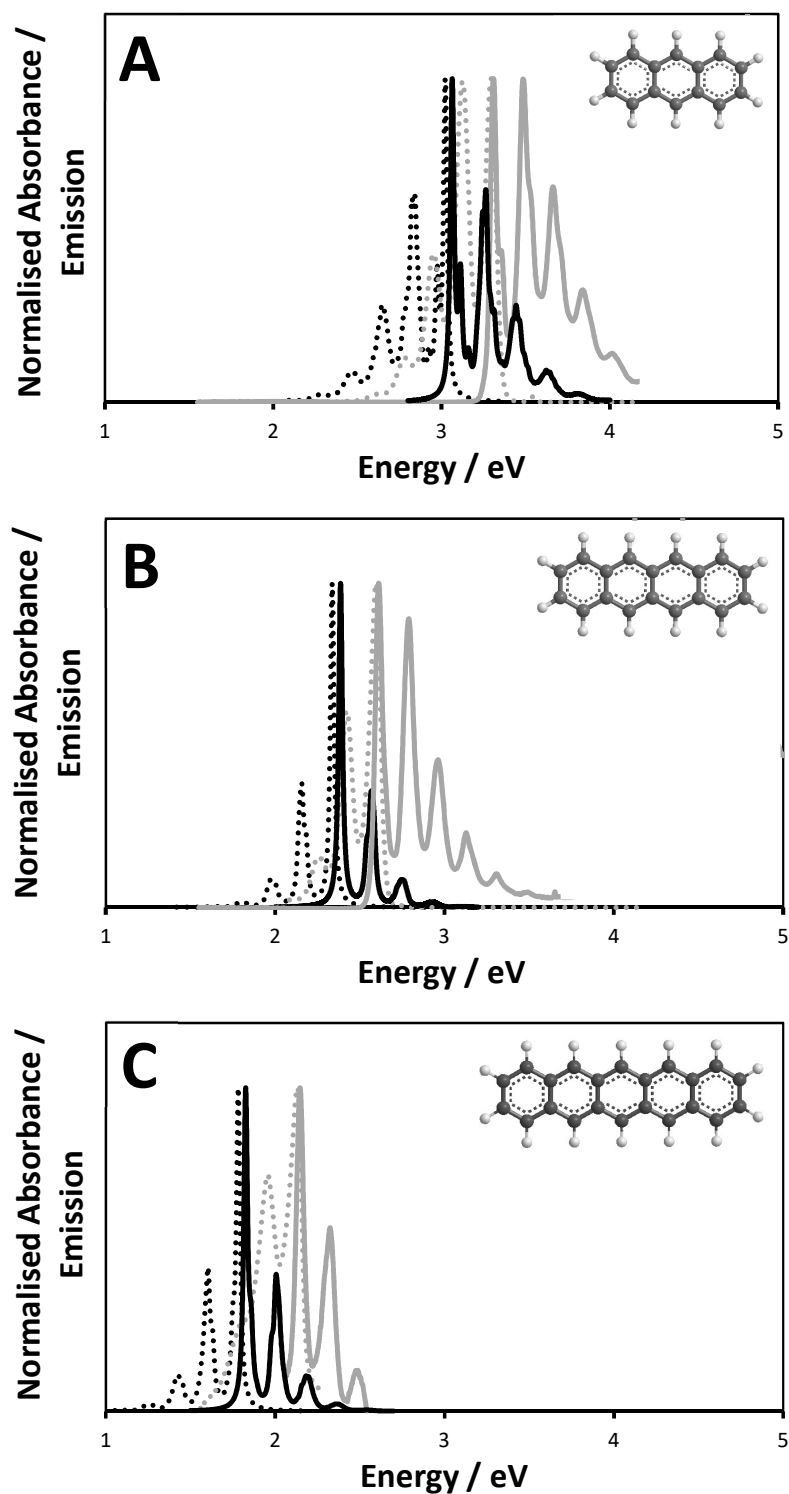 A
Normalised Absorbance /
Emission
1 2 3 4 5
Energy / eV
B
Normalised Absorbance /
Emission
1 2 3 4 5
Energy / eV
C
Normalised Absorbance /
Emission
1 2 3 4 5
Energy / eV